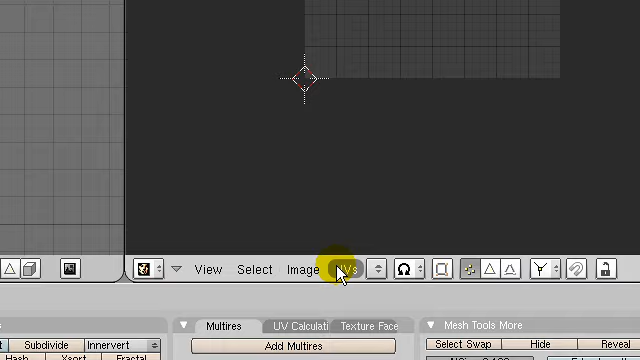 View Select Image UVs
Multires UV Calculati Texture Face
Mesh Tools More
Subdivide Innervert
Add Multires
Select Swap Hide Reveal
Hash Xsort Fractal